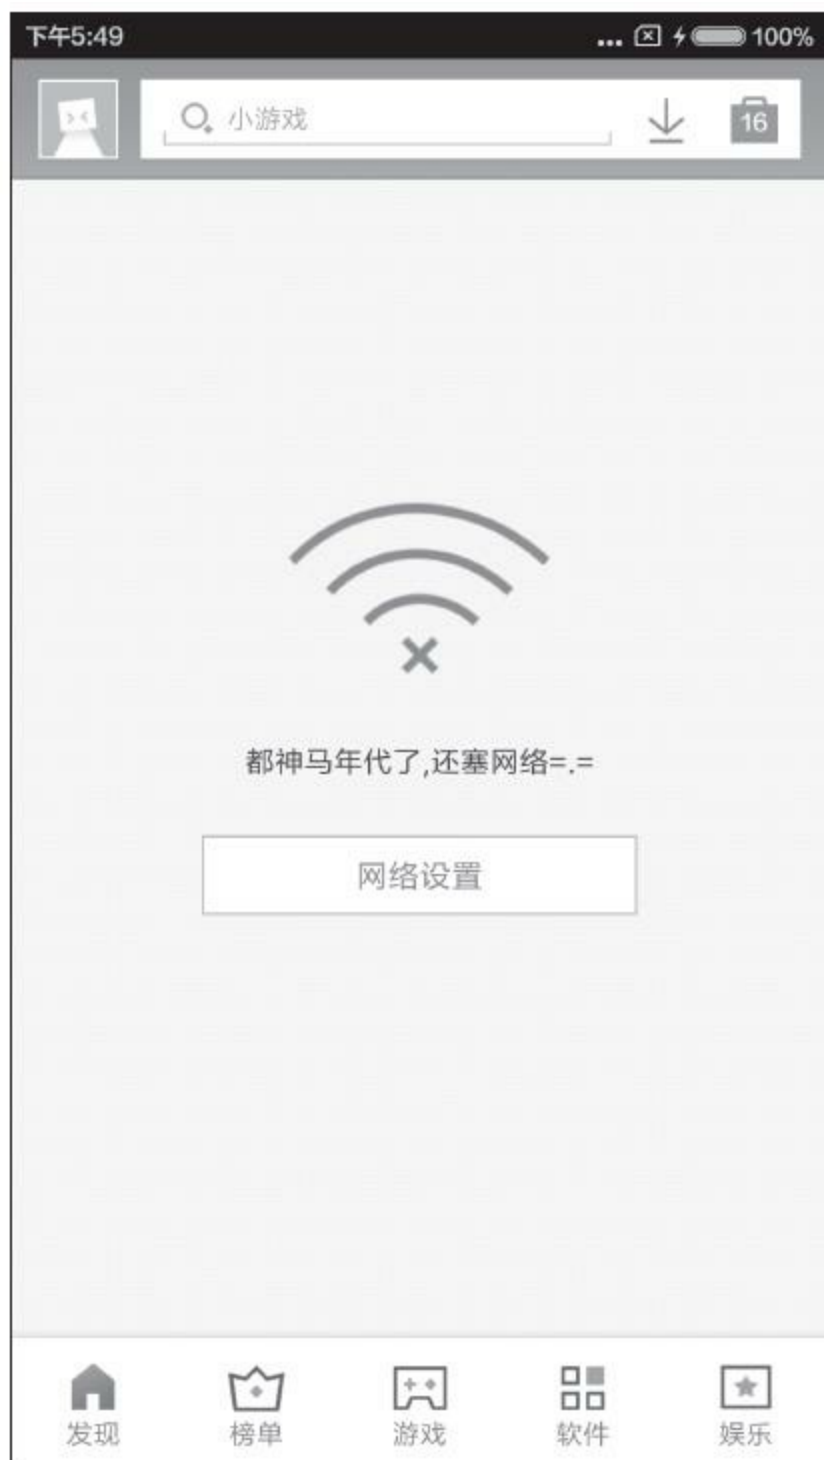 下午5:49 ... 100%
小游戏 16
都神马年代了,还塞网络=.=
网络设置
发现 榜单 游戏 软件 娱乐